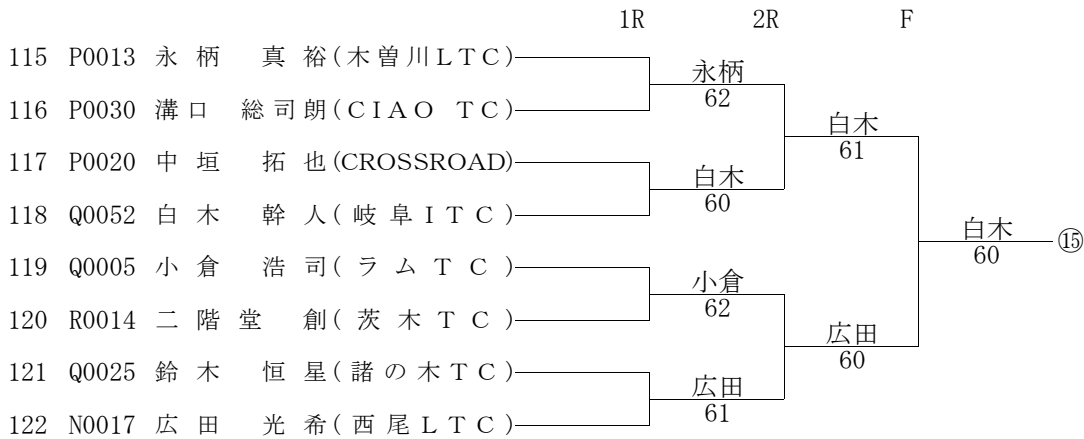 1R 2R F
115 P0013 永柄 真裕(木曽川LTC)
永柄
62
116 P0030 溝口 総司朗(CIAO TC)
白木
61
117 P0020 中垣 拓也(CROSSROAD)
白木
60
118 Q0052 白木 幹人(岐阜ITC)
白木 ⑮
60
119 Q0005 小倉 浩司(ラムTC)
小倉
62
120 R0014 二階堂 創(茨木TC)
広田
60
121 Q0025 鈴木 恒星(諸の木TC)
広田
61
122 N0017 広田 光希(西尾LTC)